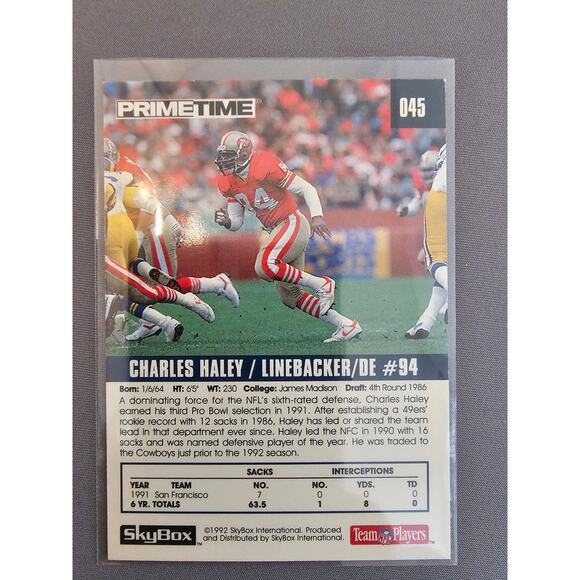 PRIMETIME
045
94
CHARLES HALEY / LINEBACKER/DE #94
Born: 1/6/64 HT: 6'5" WT: 230 College: James Madison Draft: 4th Round 1986
A dominating force for the NFL's sixth-rated defense, Charles Haley
earned his third Pro Bowl selection in 1991. After establishing a 49ers'
rookie record with 12 sacks in 1986, Haley has led or shared the team
lead in that department ever since. Haley led the NFC in 1990 with 16
sacks and was named defensive player of the year. He was traded to
the Cowboys just prior to the 1992 season.
SACKS INTERCEPTIONS
YEAR TEAM NO. NO. YDS. TD
1991 San Francisco 7 0 0 0
6 YR. TOTALS 63.5 1 8 0
SkyBox™ ©1992 SkyBox International. Produced
and Distributed by SkyBox International.
Team NFL Players™